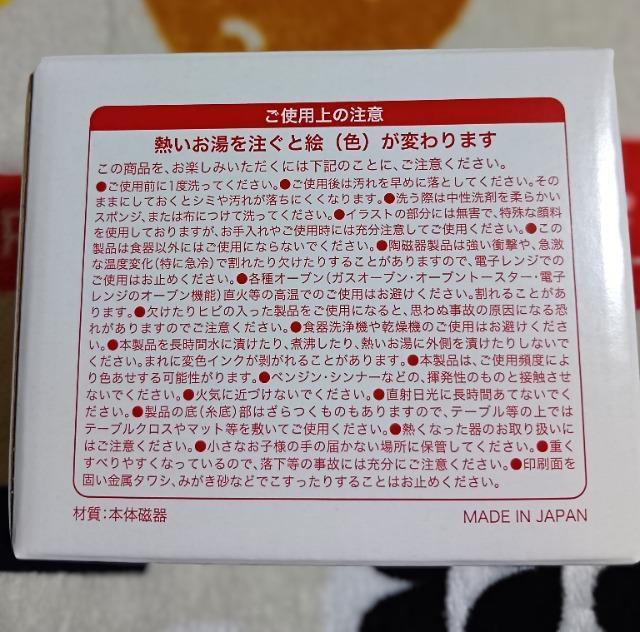 ご使用上の注意
熱いお湯を注ぐと絵（色）が変わります
この商品を、お楽しみいただくには下記のことに、ご注意ください。
●ご使用前に1度洗ってください。●ご使用後は汚れを早めに落としてください。その
ままにしておくとシミや汚れが落ちにくくなります。●洗う際は中性洗剤を柔らかい
スポンジ、または布につけて洗ってください。●イラストの部分には無害で、特殊な顔料
を使用しておりますが、お手入れやご使用時には充分注意してご使用ください。●この
製品は食器以外にはご使用にならないでください。●陶磁器製品は強い衝撃や、急激
な温度変化（特に急冷）で割れたり欠けたりすることがありますので、電子レンジでの
ご使用はお止めください。●各種オーブン（ガスオーブン・オーブントースター・電子
レンジのオーブン機能）直火等の高温でのご使用はお避けください。割れることがあ
ります。●欠けたりヒビの入った製品をご使用になると、思わぬ事故の原因になる恐
れがありますのでご注意ください。●食器洗浄機や乾燥機のご使用はお避けくださ
い。●本製品を長時間水に漬けたり、煮沸したり、熱いお湯に外側を漬けたりしないで
ください。まれに変色インクが剥がれることがあります。●本製品は、ご使用頻度によ
り色あせする可能性がります。●ベンジン・シンナーなどの、揮発性のものと接触させ
ないでください。●火気に近づけないでください。●直射日光に長時間あてないでく
ださい。●製品の底（糸底）部はざらつくものもありますので、テーブル等の上では
テーブルクロスやマット等を敷いてご使用ください。●熱くなった器のお取り扱いに
はご注意ください。●小さなお子様の手の届かない場所に保管してください。●重く
すべりやすくなっているので、落下等の事故には充分にご注意ください。●印刷面を
固い金属タワシ、みがき砂などでこすったりすることはお止めください。
材質：本体磁器
MADE IN JAPAN